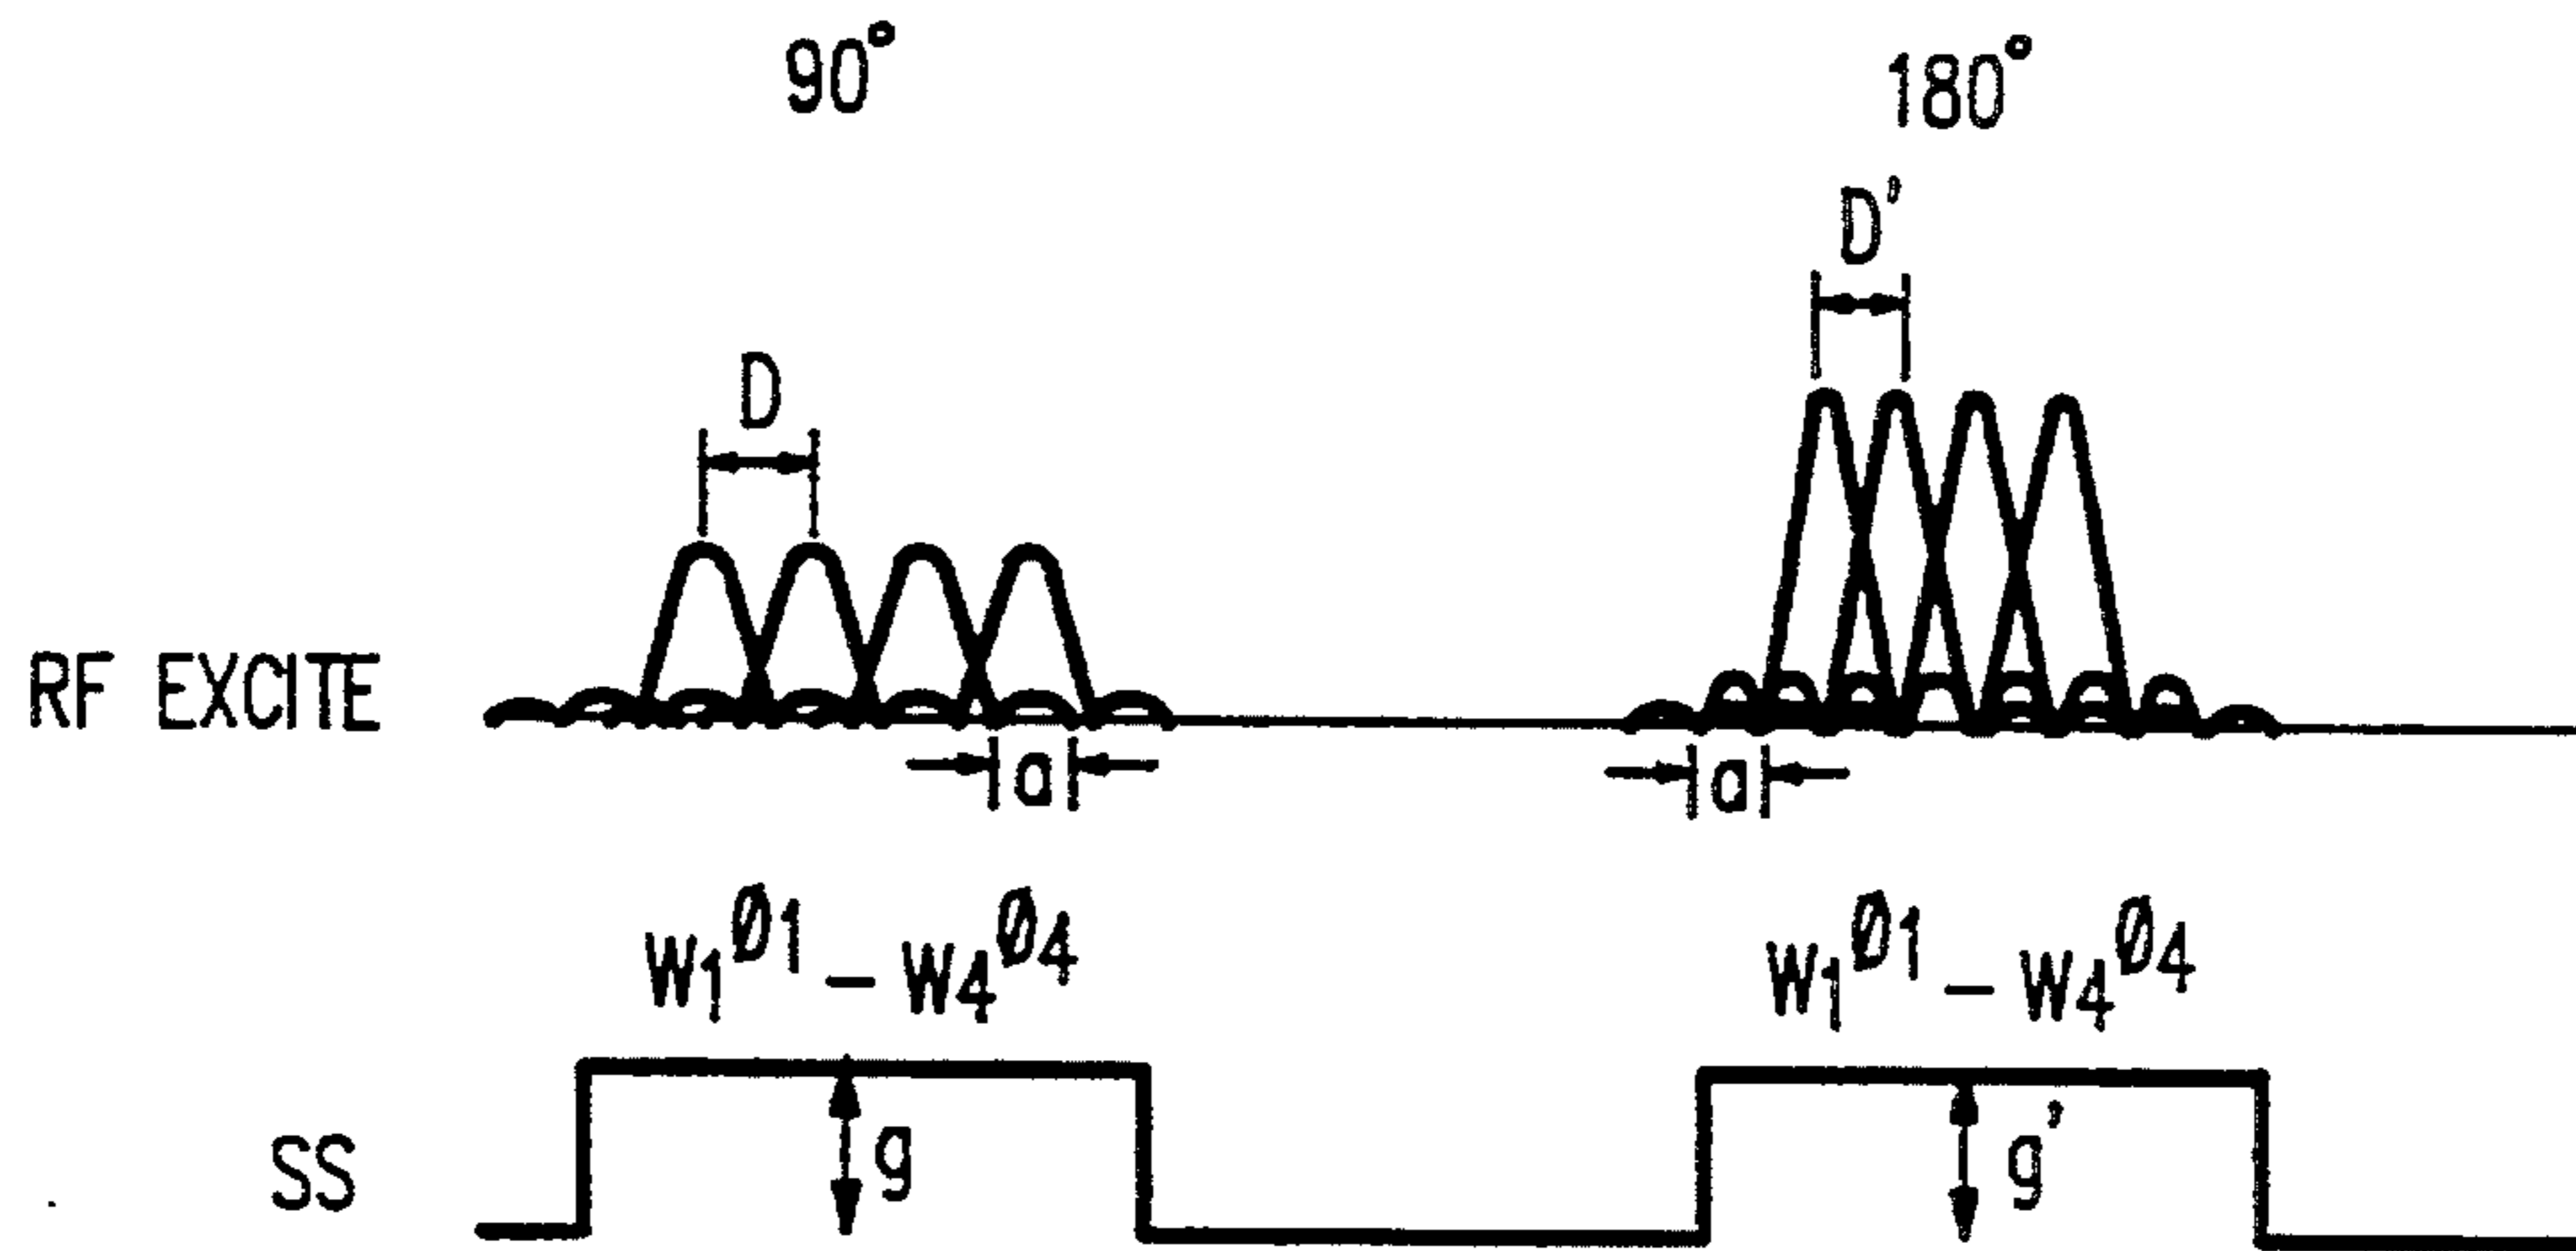 90° 180°
D'
D
RF EXCITE
a a
W1Ø1 – W4Ø4 W1Ø1 – W4Ø4
SS g g'